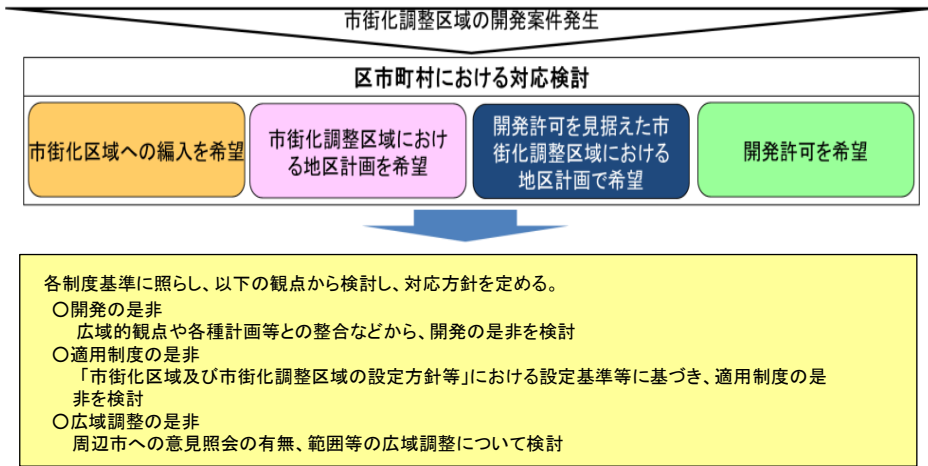 市街化調整区域の開発案件発生
区市町村における対応検討
市街化区域への編入を希望
市街化調整区域におけ
る地区計画を希望
開発許可を見据えた市
街化調整区域における
地区計画で希望
開発許可を希望
各制度基準に照らし、以下の観点から検討し、対応方針を定める。
〇開発の是非
広域的観点や各種計画等との整合などから、開発の是非を検討
〇適用制度の是非
「市街化区域及び市街化調整区域の設定方針等」における設定基準等に基づき、適用制度の是
非を検討
〇広域調整の是非
周辺市への意見照会の有無、範囲等の広域調整について検討